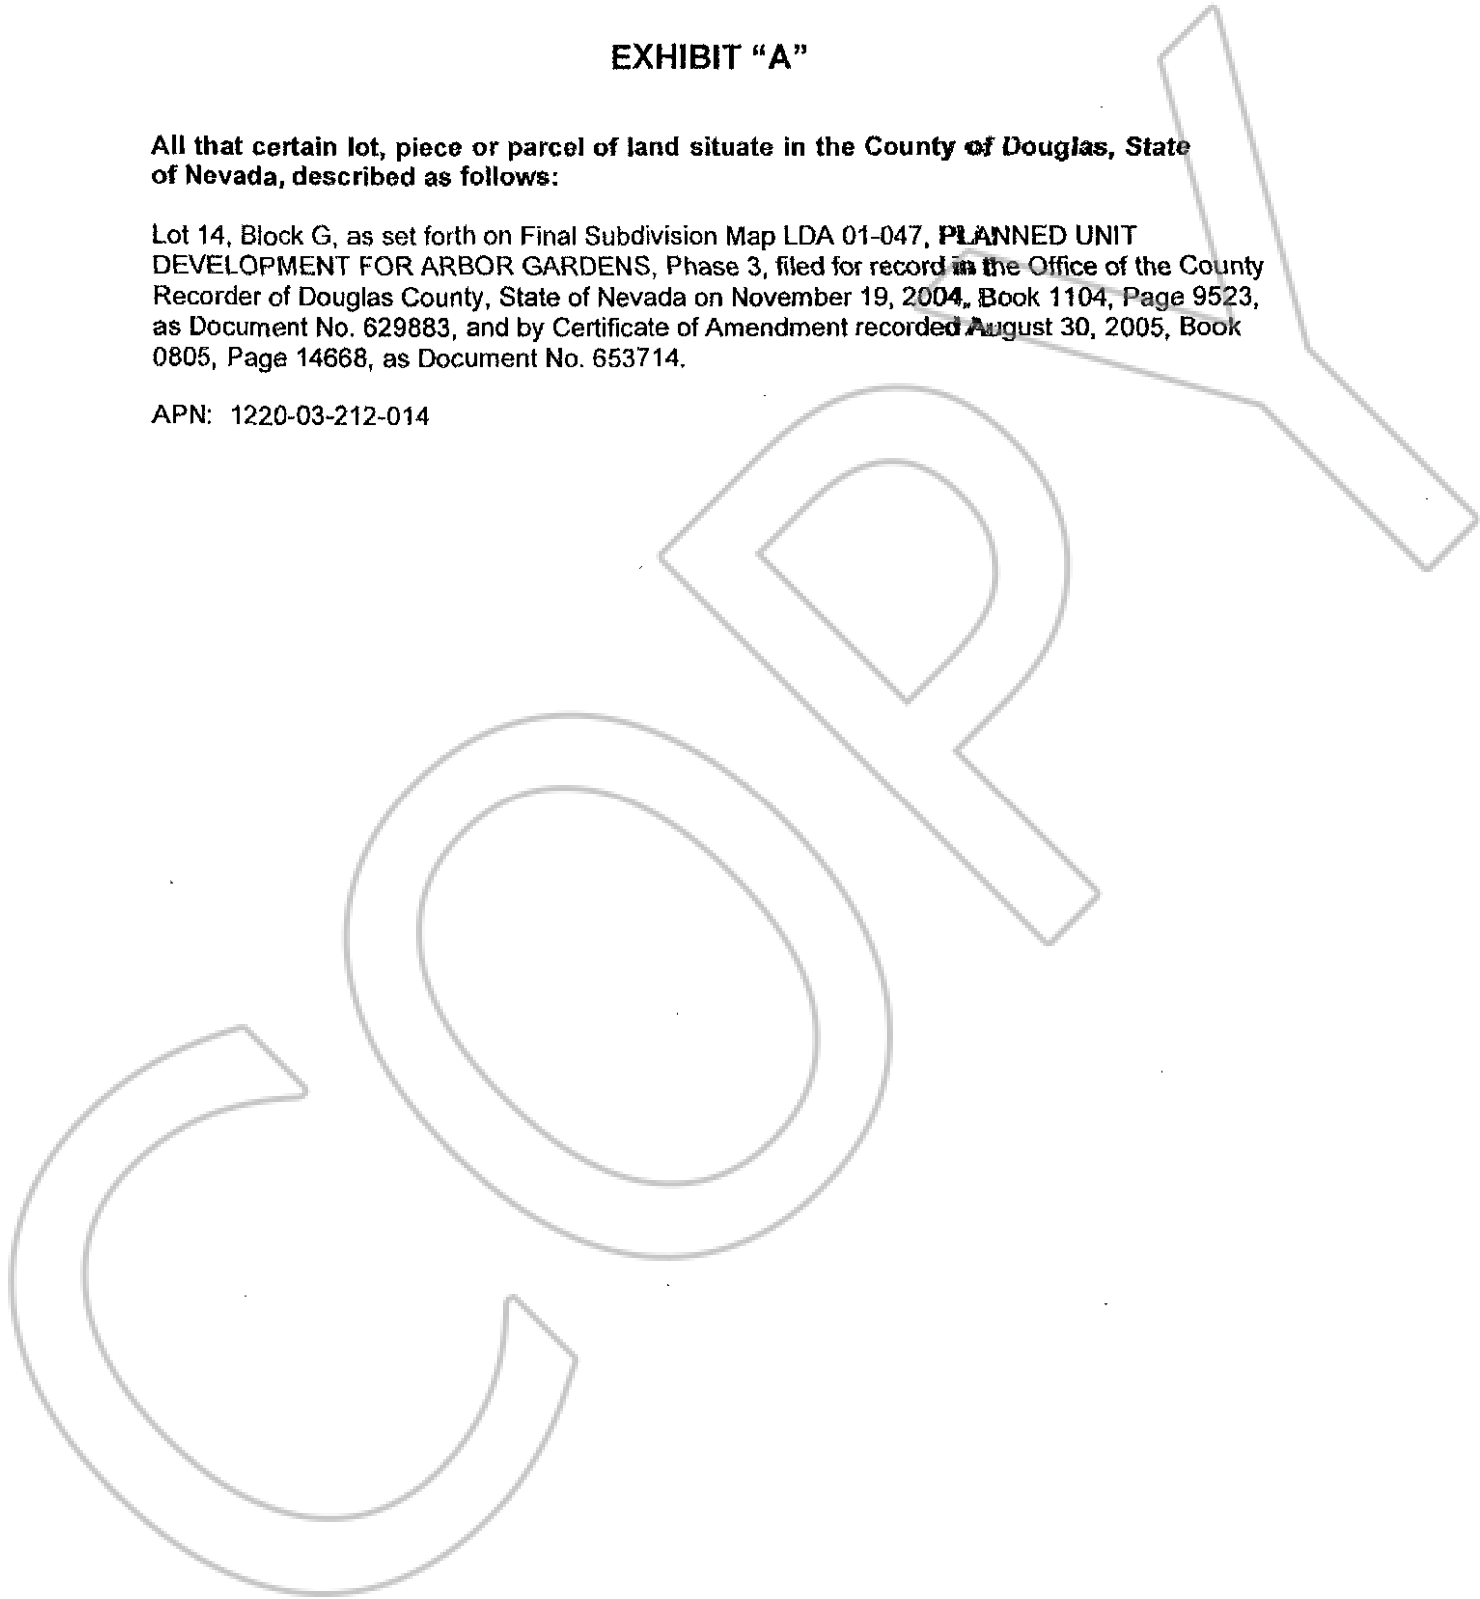 EXHIBIT “A”
All that certain lot, piece or parcel of land situate in the County of Douglas, State
of Nevada, described as follows:
Lot 14, Block G, as set forth on Final Subdivision Map LDA 01-047, PLANNED UNIT
DEVELOPMENT FOR ARBOR GARDENS, Phase 3, filed for record in the Office of the County
Recorder of Douglas County, State of Nevada on November 19, 2004, Book 1104, Page 9523,
as Document No. 629883, and by Certificate of Amendment recorded August 30, 2005, Book
0805, Page 14668, as Document No. 653714.
APN: 1220-03-212-014
COPY